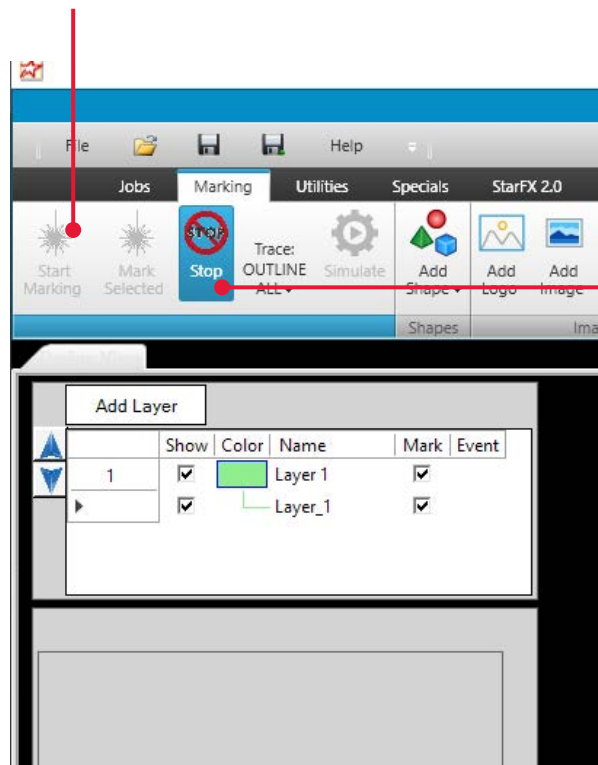 File Help
Jobs Marking Utilities Specials StarFX 2.0
STOP
Start Marking
Mark Selected
Stop
Trace: OUTLINE ALL
Simulate
Add Shape
Add Logo
Add Image
Shapes
Ima
Add Layer
Show Color Name Mark Event
1 Layer 1
Layer_1